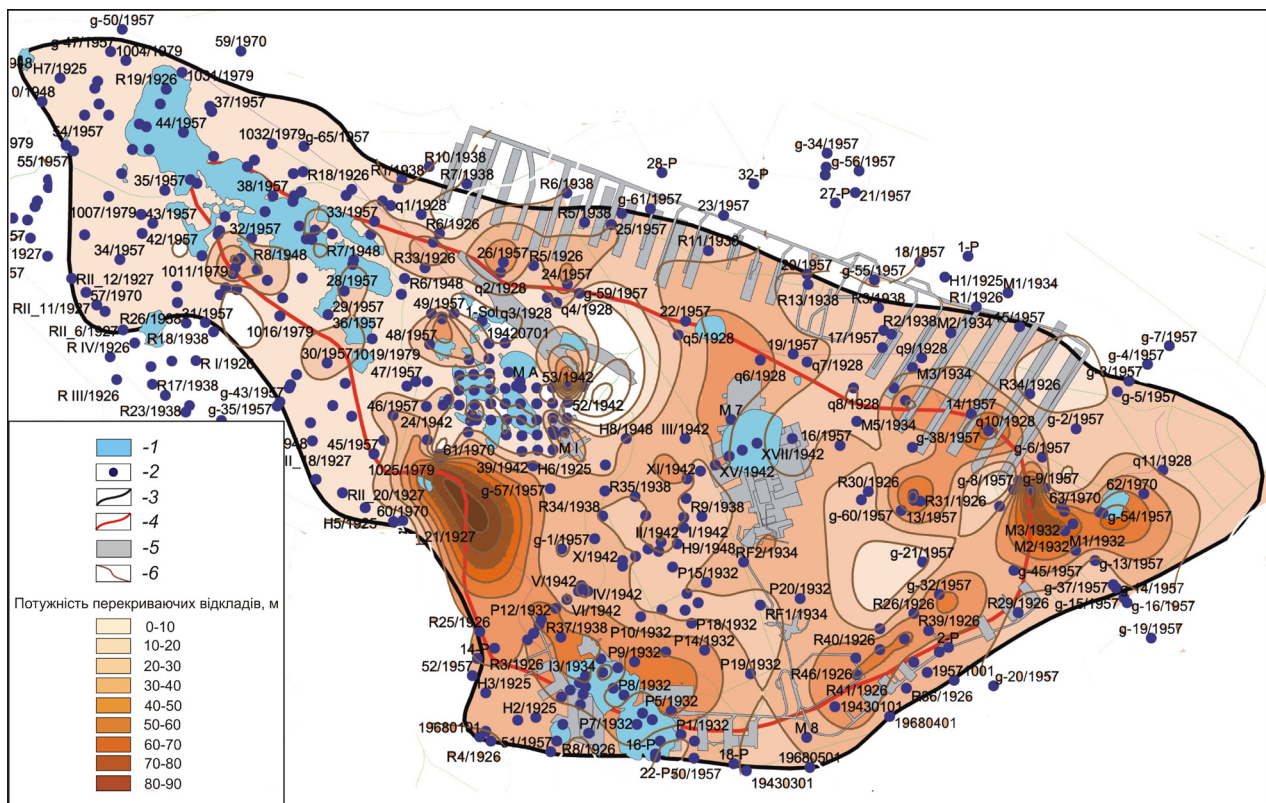 g-50/1957
g-47/1957
1004/1979
59/1970
H7/1925
R19/1926
1031/1979
0/1948
37/1957
44/1957
54/1957
1032/1979
g-65/1957
979
55/1957
35/1957
38/1957
R18/1926
R1/1938
R10/1938
R7/1938
28-P
32-P
g-34/1957
g-56/1957
27-P
21/1957
R6/1938
g-61/1957
23/1957
1007/1979
43/1957
33/1957
q1/1928
R6/1926
R5/1938
25/1957
42/1957
32/1957
R11/1938
18/1957
1-P
34/1957
R8/1948
R7/1948
R33/1926
26/1957
R5/1926
24/1957
20/1957
g-55/1957
H1/1925
M1/1934
RII_12/1927
1011/1979
28/1957
R6/1948
q2/1928
g-59/1957
R13/1938
R3/1938
R1/1926
57/1970
RII_11/1927
29/1957
49/1957
1-Sol
q3/1928
q4/1928
22/1957
RII_6/1927
R26/1938
31/1957
1016/1979
36/1957
48/1957
19420701
q5/1928
17/1957
R2/1938
M2/1934
15/1957
g-7/1957
R IV/1926
R18/1938
30/1957
1019/1979
19/1957
q9/1928
g-4/1957
g-3/1957
R I/1926
47/1957
M A
53/1942
q6/1928
q7/1928
M3/1934
R34/1926
g-5/1957
R III/1926
R17/1938
g-43/1957
46/1957
52/1942
q8/1928
R23/1938
g-35/1957
24/1942
M 7
M5/1934
14/1957
g-2/1957
q10/1928
45/1957
61/1970
M I
H8/1948
III/1942
16/1957
g-38/1957
g-6/1957
1025/1979
39/1942
H6/1925
XI/1942
XV/1942
XVII/1942
q11/1928
g-57/1957
R35/1938
R30/1926
g-8/1957
g-9/1957
62/1970
RII_20/1927
R34/1938
R9/1938
R31/1926
63/1970
60/1970
H5/1925
g-60/1957
13/1957
g-54/1957
21/1927
g-1/1957
II/1942
I/1942
M3/1932
M1/1932
X/1942
H9/1948
RF2/1934
g-21/1957
M2/1932
g-13/1957
V/1942
IV/1942
P15/1932
g-45/1957
g-37/1957
g-14/1957
P12/1932
VI/1942
P20/1932
g-32/1957
g-15/1957
g-16/1957
R25/1926
R37/1938
P10/1932
P18/1932
RF1/1934
R26/1926
R29/1926
14-P
P14/1932
R40/1926
R39/1926
g-19/1957
52/1957
R3/1926
I3/1934
P9/1932
2-P
H3/1925
P19/1932
R46/1926
19571001
P8/1932
R41/1926
R36/1926
g-20/1957
H2/1925
P5/1932
19430101
19680101
P7/1932
P1/1932
M 8
19680401
51/1957
16-P
R4/1926
R8/1926
18-P
19680501
22-P
50/1957
19430301
-1
-2
-3
-4
-5
-6
Потужність перекриваючих відкладів, м
0-10
10-20
20-30
30-40
40-50
50-60
60-70
70-80
80-90